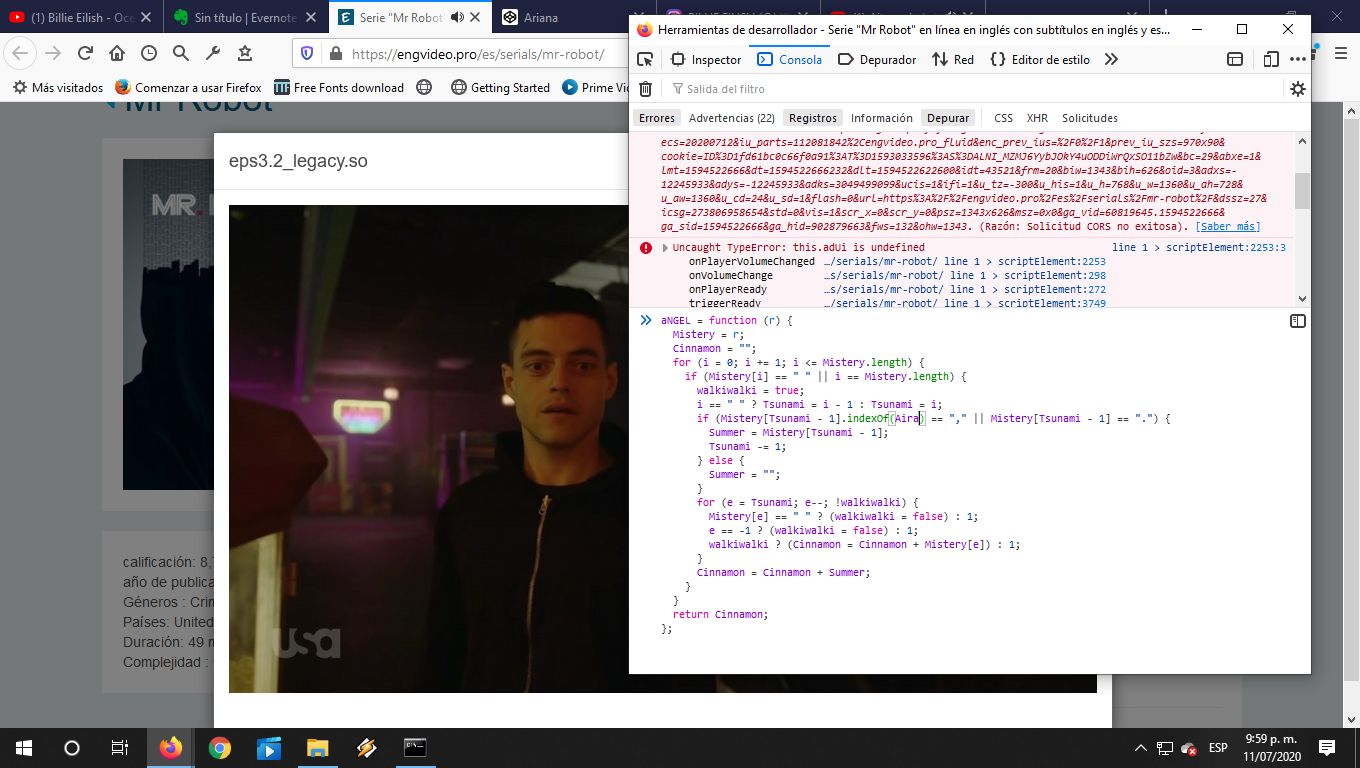 (1) Billie Eilish - Oce
Sin título | Evernote
Serie "Mr Robot"
Ariana
https://engvideo.pro/es/serials/mr-robot/
Más visitados
Comenzar a usar Firefox
Free Fonts download
Getting Started
Prime Vi
Mr Robot
eps3.2_legacy.so
MR.
usa
calificación: 8,
año de publica
Géneros : Crin
Países: United
Duración: 49 m
Complejidad :
Herramientas de desarrollador - Serie "Mr Robot" en línea en inglés con subtítulos en inglés y es...
Inspector
Consola
Depurador
Red
Editor de estilo
Salida del filtro
Errores
Advertencias (22)
Registros
Información
Depurar
CSS
XHR
Solicitudes
ecs=20200712&iu_parts=112081842%2Cengvideo.pro_fluid&enc_prev_ius=%2F0%2F1&prev_iu_szs=970x90&
cookie=ID%3D1fd61bc0c66f0a91%3AT%3D1593033596%3AS%3DALNI_MZMJ6YybJOkY4uODDiWrQxSO11bZw&bc=29&abxe=1&
lmt=1594522666&dt=1594522666232&dlt=1594522622600&idt=43521&frm=20&biw=1343&bih=626&oid=3&adxs=-
12245933&adys=-12245933&adks=3049499099&ucis=1&ifi=1&u_tz=-300&u_his=1&u_h=768&u_w=1360&u_ah=728&
u_aw=1360&u_cd=24&u_sd=1&flash=0&url=https%3A%2F%2Fengvideo.pro%2Fes%2Fserials%2Fmr-robot%2F&dssz=27&
icsg=273806958654&std=0&vis=1&scr_x=0&scr_y=0&psz=1343x626&msz=0x0&ga_vid=60819645.1594522666&
ga_sid=1594522666&ga_hid=902879663&fws=132&ohw=1343. (Razón: Solicitud CORS no exitosa). [Saber más]
Uncaught TypeError: this.adUi is undefined
line 1 > scriptElement:2253:3
onPlayerVolumeChanged …/serials/mr-robot/ line 1 > scriptElement:2253
onVolumeChange …s/serials/mr-robot/ line 1 > scriptElement:298
onPlayerReady …/serials/mr-robot/ line 1 > scriptElement:272
triggerReady …/serials/mr-robot/ line 1 > scriptElement:3749
aNGEL = function (r) {
Mistery = r;
Cinnamon = "";
for (i = 0; i += 1; i <= Mistery.length) {
if (Mistery[i] == " " || i == Mistery.length) {
walkiwalki = true;
i == " " ? Tsunami = i - 1 : Tsunami = i;
if (Mistery[Tsunami - 1].indexOf(Aira) == "," || Mistery[Tsunami - 1] == ".") {
Summer = Mistery[Tsunami - 1];
Tsunami -= 1;
} else {
Summer = "";
}
for (e = Tsunami; e--; !walkiwalki) {
Mistery[e] == " " ? (walkiwalki = false) : 1;
e == -1 ? (walkiwalki = false) : 1;
walkiwalki ? (Cinnamon = Cinnamon + Mistery[e]) : 1;
}
Cinnamon = Cinnamon + Summer;
}
}
return Cinnamon;
};
ESP
9:59 p. m.
11/07/2020